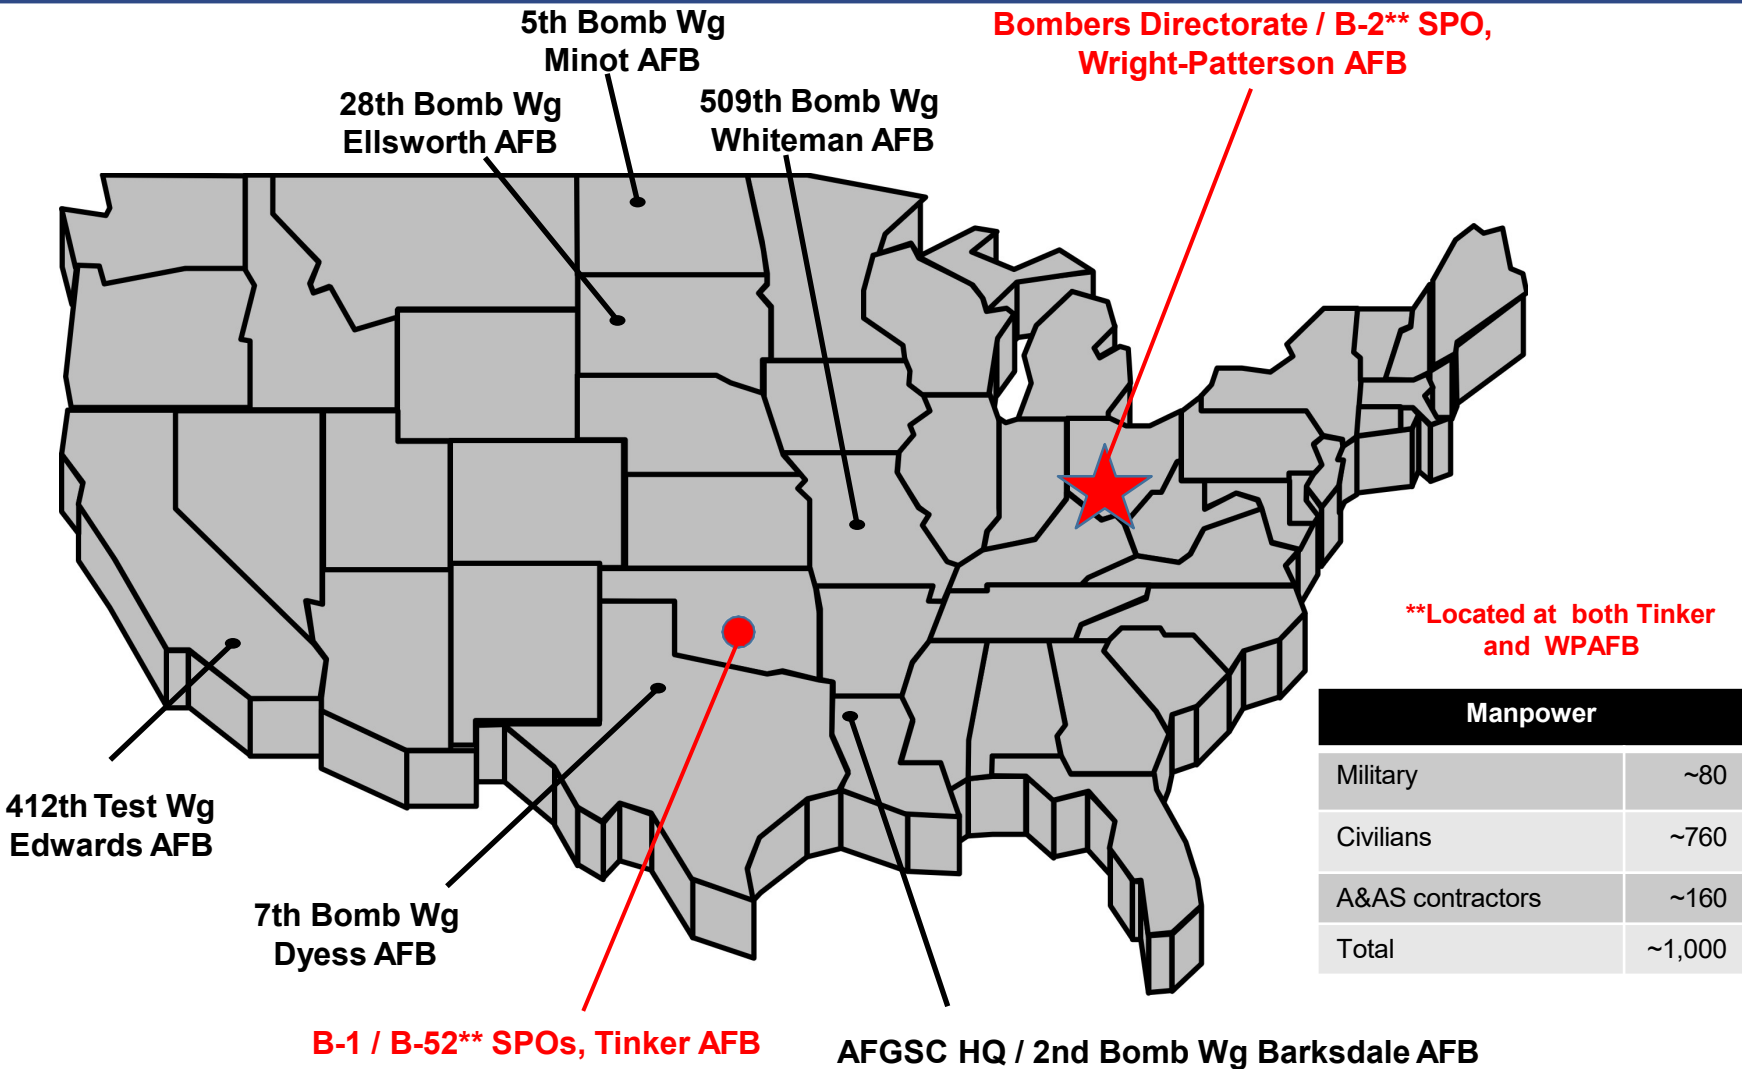 5th Bomb Wg
Minot AFB
Bombers Directorate / B-2** SPO,
Wright-Patterson AFB
28th Bomb Wg
Ellsworth AFB
509th Bomb Wg
Whiteman AFB
**Located at both Tinker
and WPAFB
Manpower
Military ~80
Civilians ~760
A&AS contractors ~160
Total ~1,000
412th Test Wg
Edwards AFB
7th Bomb Wg
Dyess AFB
B-1 / B-52** SPOs, Tinker AFB
AFGSC HQ / 2nd Bomb Wg Barksdale AFB